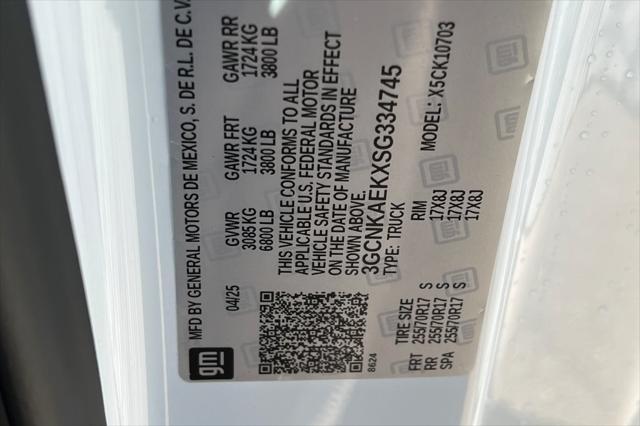 MFD BY GENERAL MOTORS DE MEXICO, S. DE R.L. DE C.V.
04/25 GVWR GAWR FRT GAWR RR
3085KG 1724KG 1724KG
6800 LB 3800 LB 3800 LB
THIS VEHICLE CONFORMS TO ALL
APPLICABLE U.S. FEDERAL MOTOR
VEHICLE SAFETY STANDARDS IN EFFECT
ON THE DATE OF MANUFACTURE
SHOWN ABOVE.
3GCNKAEKXSG334745
TYPE: TRUCK MODEL: X5CK10703
gm
8624
TIRE SIZE RIM
FRT 255/70R17 S 17X8J
RR 255/70R17 S 17X8J
SPA 255/70R17 S 17X8J